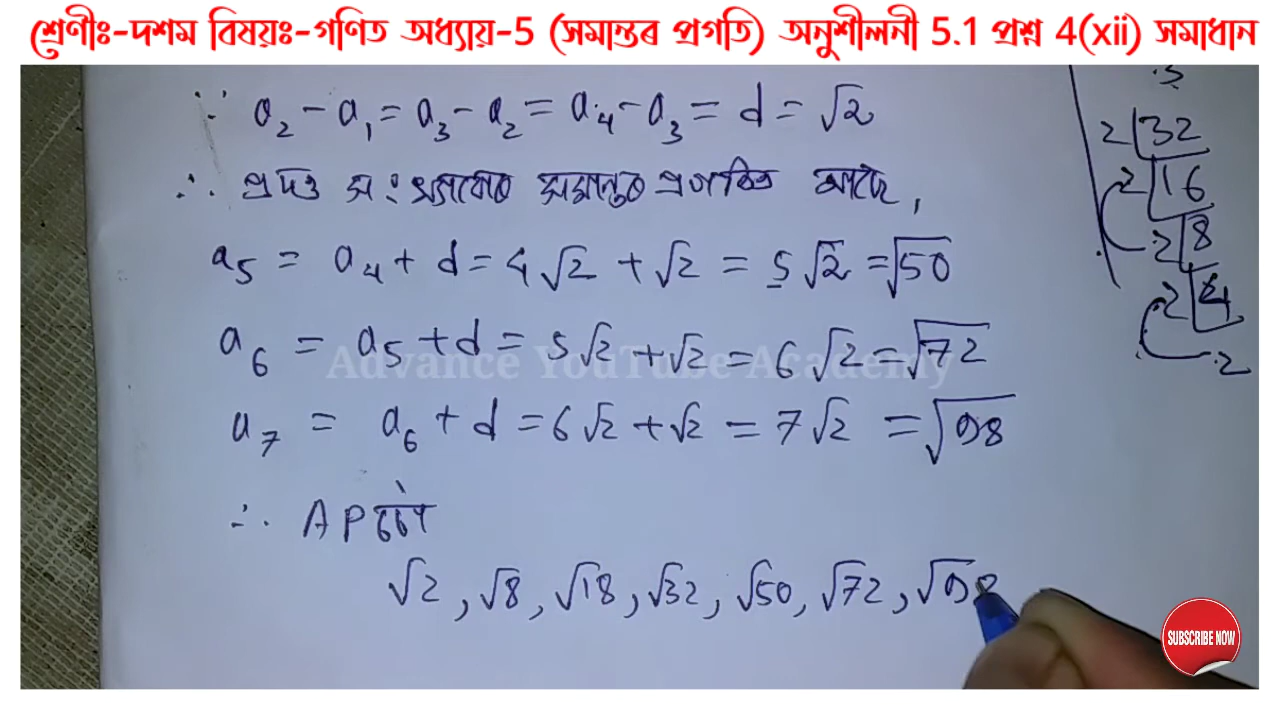 শ্রেণীঃ-দশম বিষয়ঃ-গণিত অধ্যায়-5 (সমান্তৰ প্ৰগতি) অনুশীলনী 5.1 প্ৰশ্ন 4(xii) সমাধান
∵ a₂ - a₁ = a₃ - a₂ = a₄ - a₃ = d = √2
∴ প্ৰদত্ত সংখ্যাবোৰ সমান্তৰ প্ৰগতিত আছে,
a₅ = a₄ + d = 4√2 + √2 = 5√2 = √50
a₆ = a₅ + d = 5√2 + √2 = 6√2 = √72
a₇ = a₆ + d = 6√2 + √2 = 7√2 = √98
∴ AP
√2, √8, √18, √32, √50, √72, √98
2 32
2 16
2 8
2 4
2
Advance YouTube Academy
SUBSCRIBE NOW